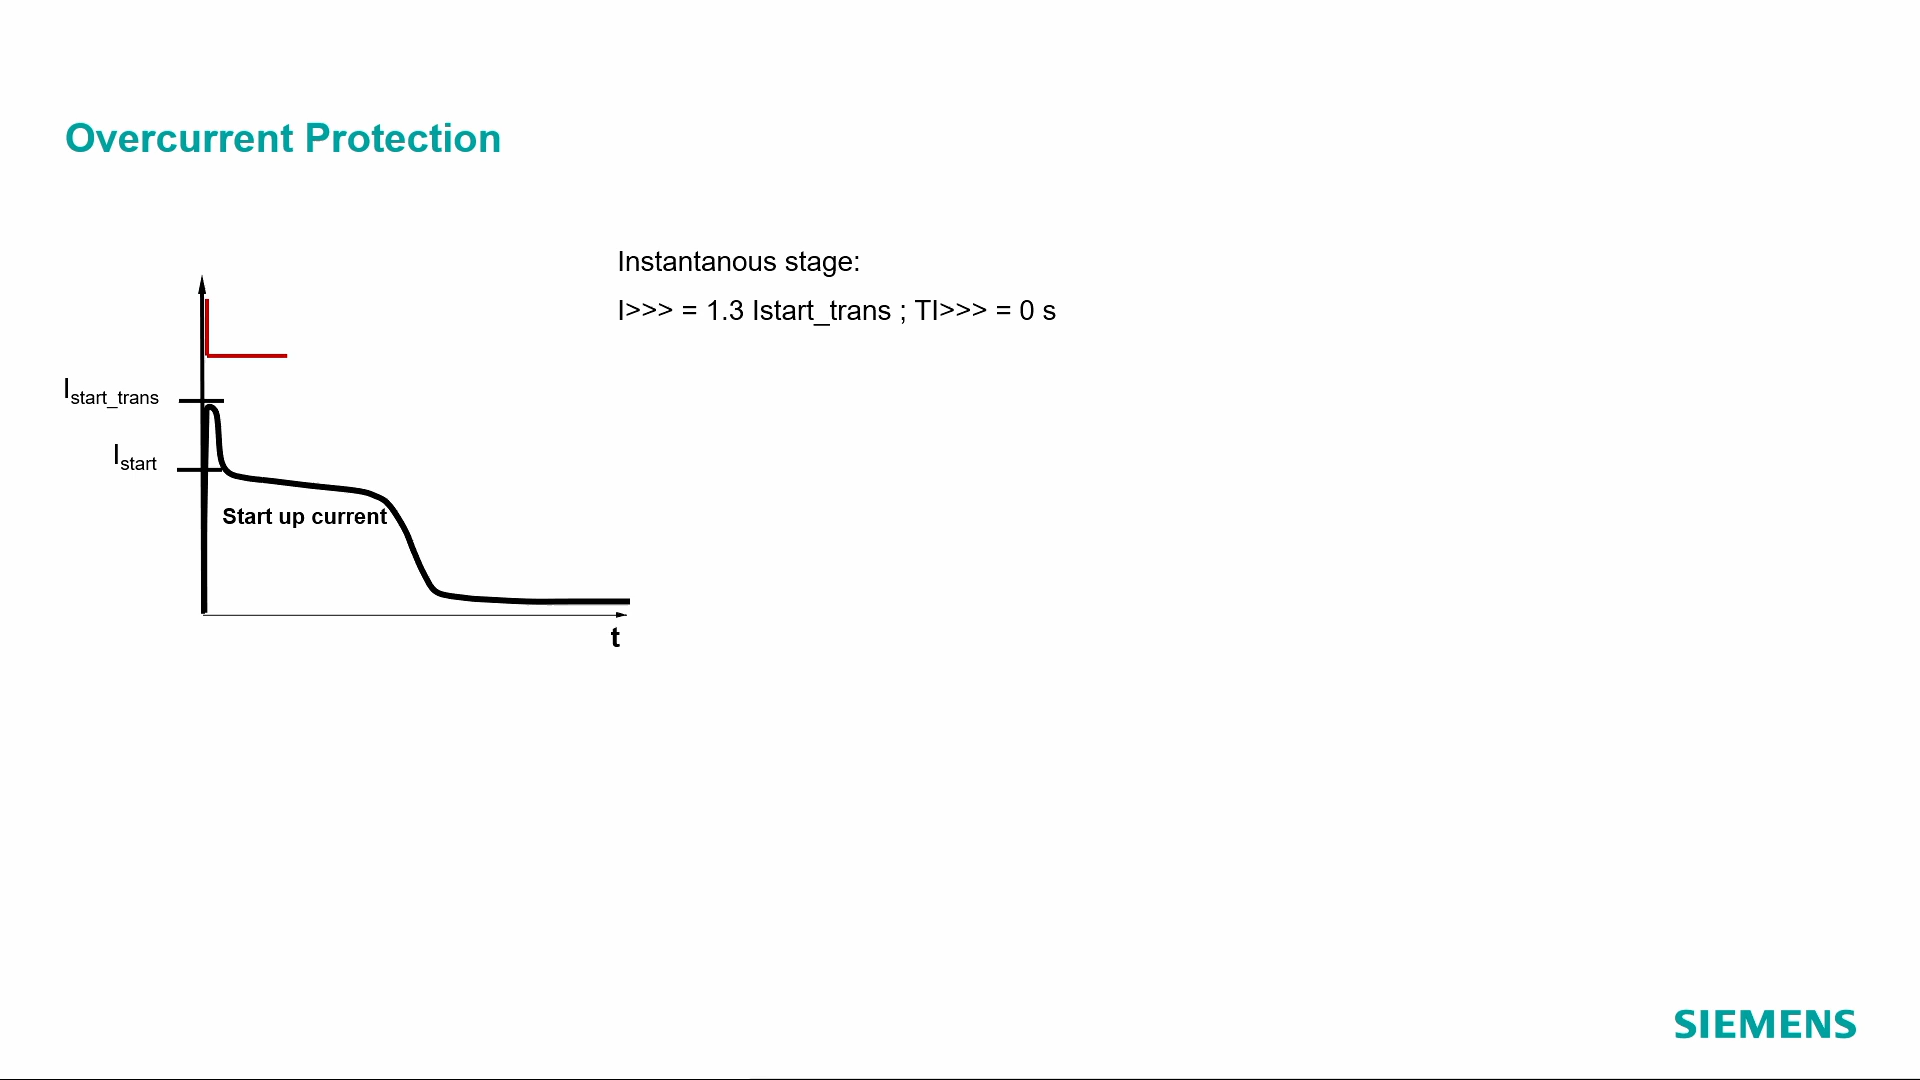 Overcurrent Protection
Instantanous stage:
I>>> = 1.3 Istart_trans ; TI>>> = 0 s
Istart_trans
Istart
Start up current
t
SIEMENS